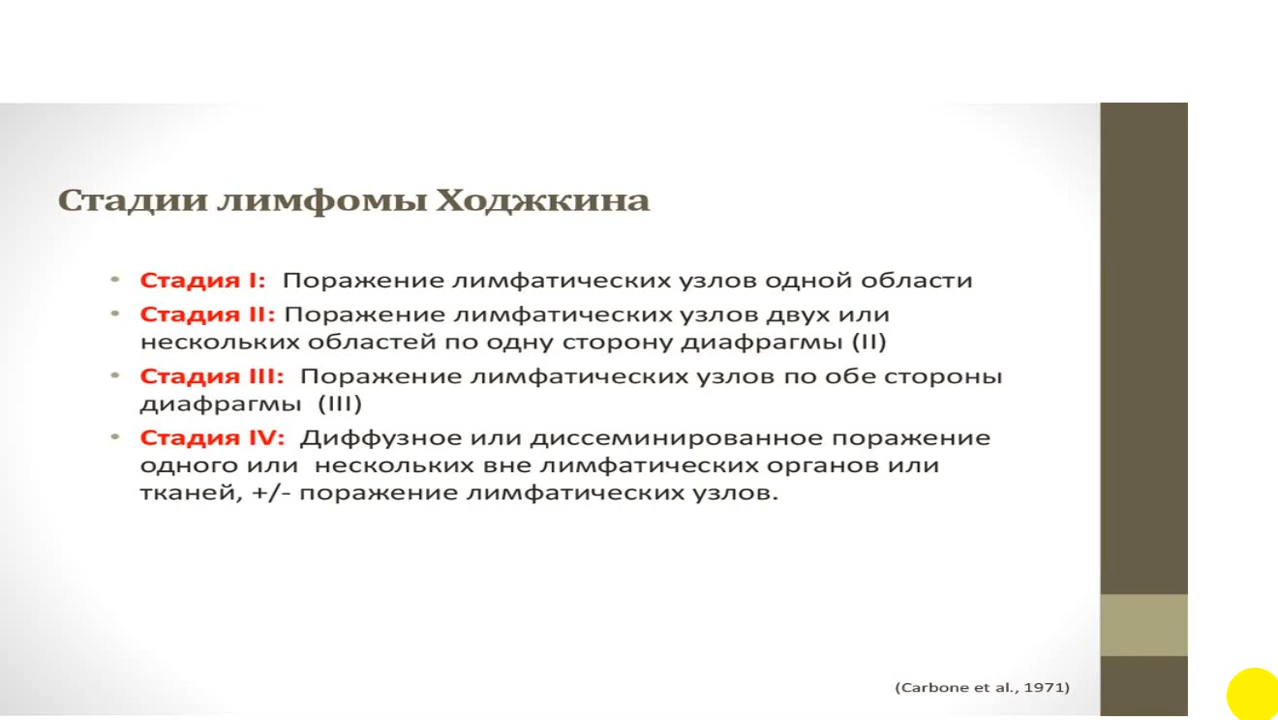 Стадии лимфомы Ходжкина
• Стадия I: Поражение лимфатических узлов одной области
• Стадия II: Поражение лимфатических узлов двух или
нескольких областей по одну сторону диафрагмы (II)
• Стадия III: Поражение лимфатических узлов по обе стороны
диафрагмы (III)
• Стадия IV: Диффузное или диссеминированное поражение
одного или нескольких вне лимфатических органов или
тканей, +/- поражение лимфатических узлов.
(Carbone et al., 1971)